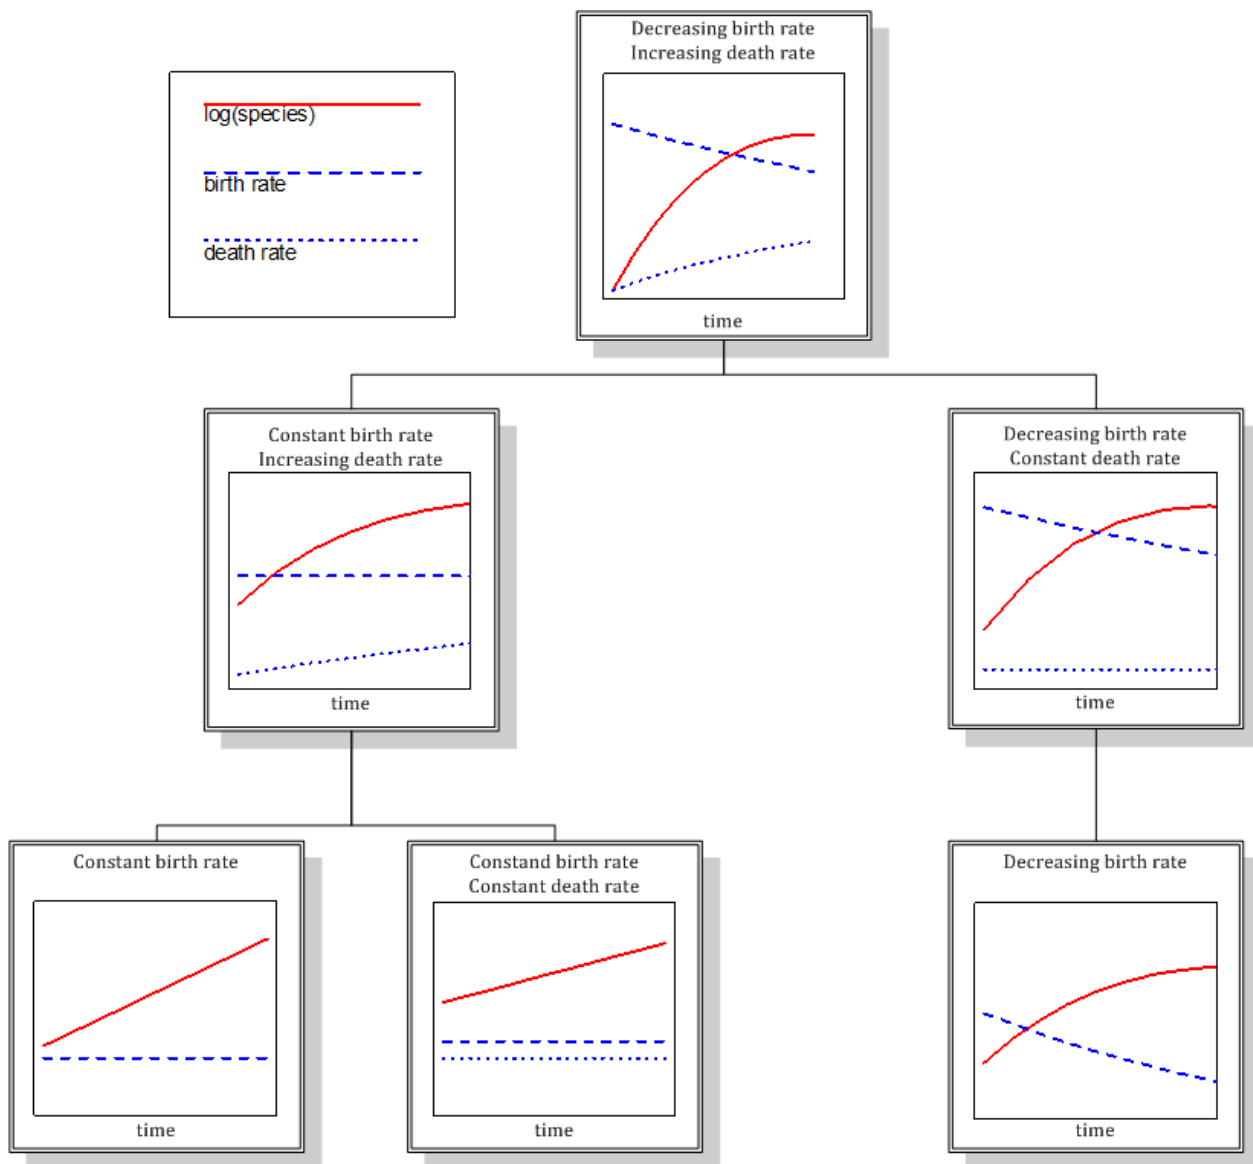 Decreasing birth rate
Increasing death rate
log(species)
birth rate
death rate
time
Constant birth rate
Increasing death rate
time
Decreasing birth rate
Constant death rate
time
Constant birth rate
time
Constand birth rate
Constant death rate
time
Decreasing birth rate
time